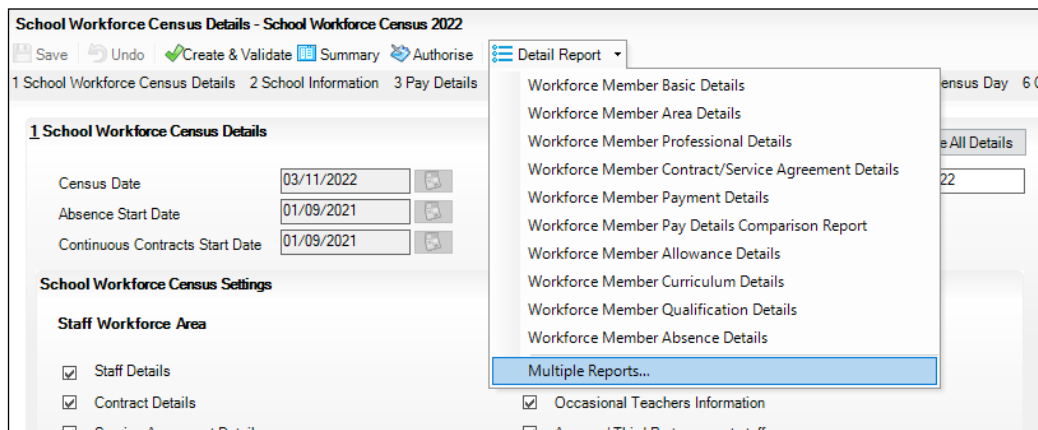 School Workforce Census Details - School Workforce Census 2022
Save Undo Create & Validate Summary Authorise Detail Report
1 School Workforce Census Details 2 School Information 3 Pay Details ensus Day 6
Workforce Member Basic Details
Workforce Member Area Details
Workforce Member Professional Details
Workforce Member Contract/Service Agreement Details
Workforce Member Payment Details
Workforce Member Pay Details Comparison Report
Workforce Member Allowance Details
Workforce Member Curriculum Details
Workforce Member Qualification Details
Workforce Member Absence Details
Multiple Reports...
1 School Workforce Census Details
e All Details
Census Date 03/11/2022 22
Absence Start Date 01/09/2021
Continuous Contracts Start Date 01/09/2021
School Workforce Census Settings
Staff Workforce Area
Staff Details
Contract Details Occasional Teachers Information